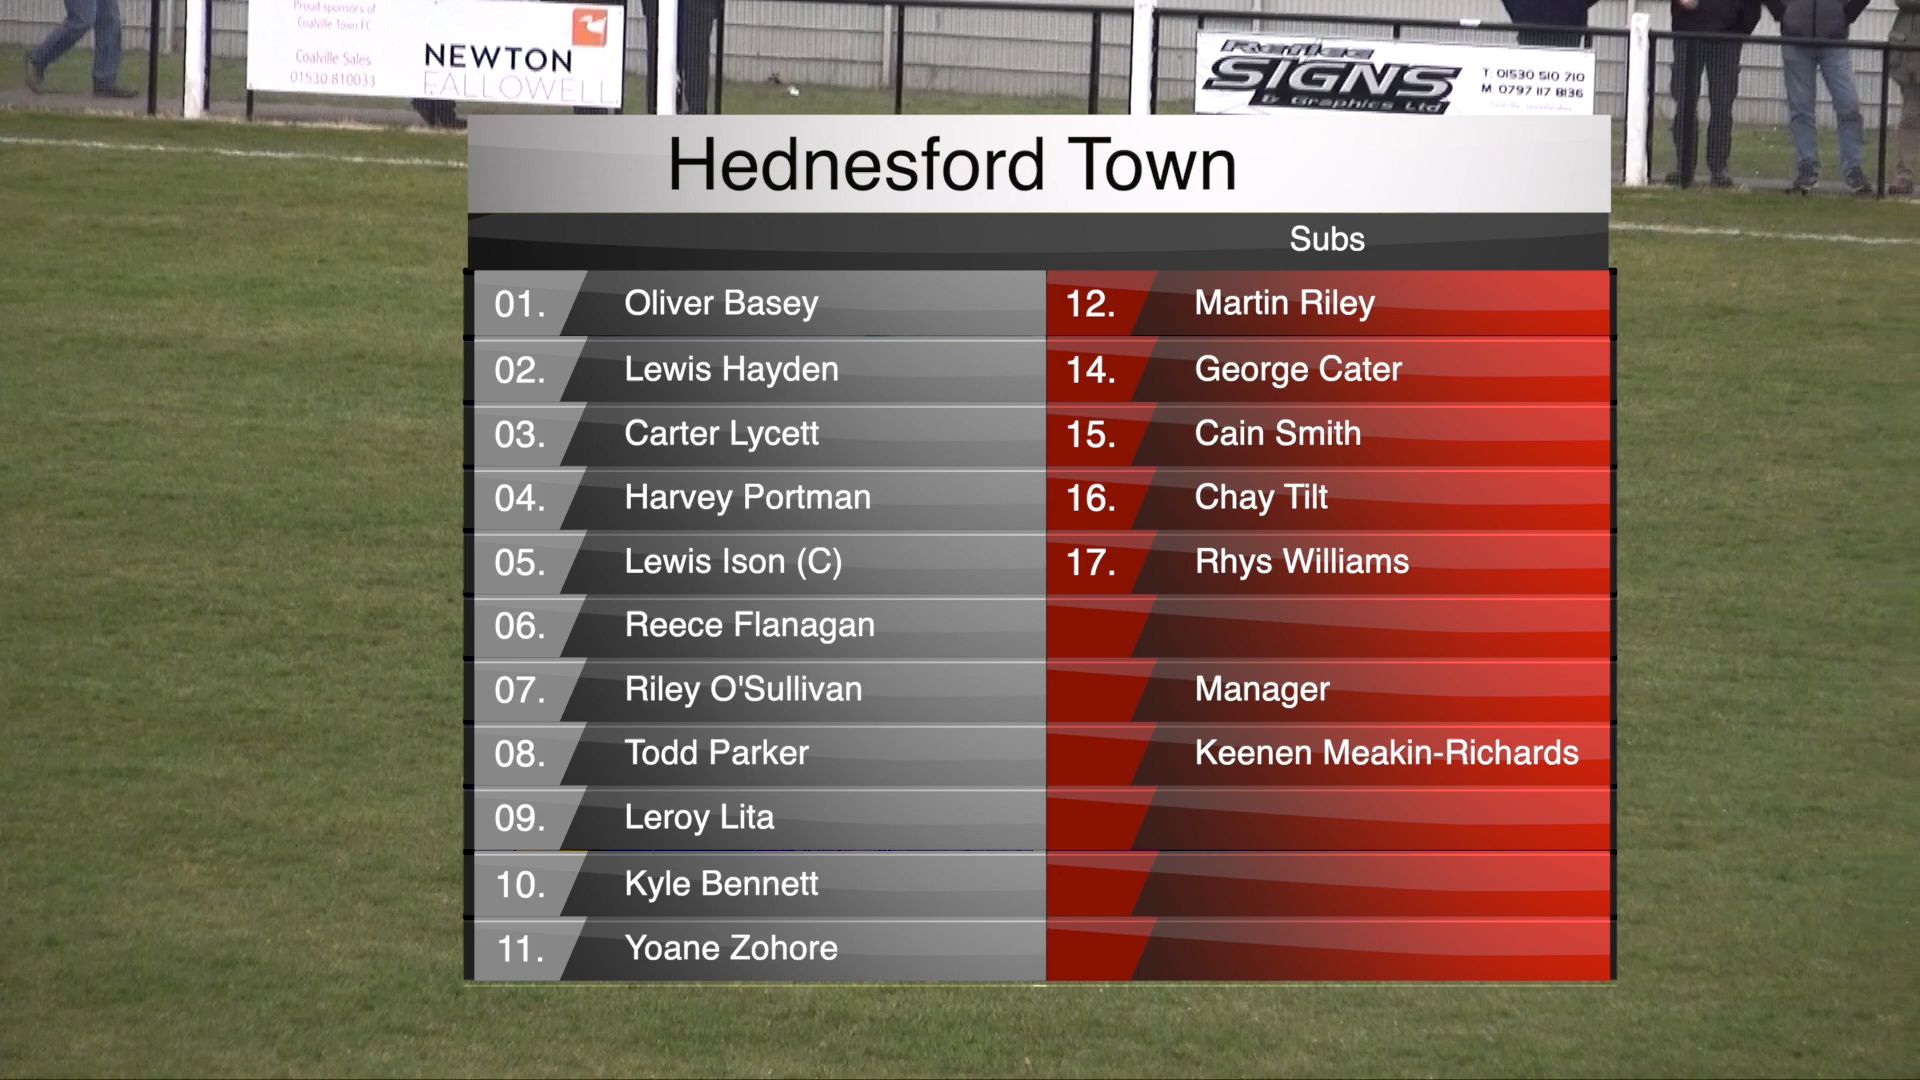 Proud sponsors of
Coalville Town FC
Coalville Sales
01530 810033
NEWTON
FALLOWELL
SIGNS
& Graphics Ltd
T: 01530 510 710
M. 0797 117 8136
Hednesford Town
Subs
01. Oliver Basey
02. Lewis Hayden
03. Carter Lycett
04. Harvey Portman
05. Lewis Ison (C)
06. Reece Flanagan
07. Riley O'Sullivan
08. Todd Parker
09. Leroy Lita
10. Kyle Bennett
11. Yoane Zohore
12. Martin Riley
14. George Cater
15. Cain Smith
16. Chay Tilt
17. Rhys Williams
Manager
Keenen Meakin-Richards